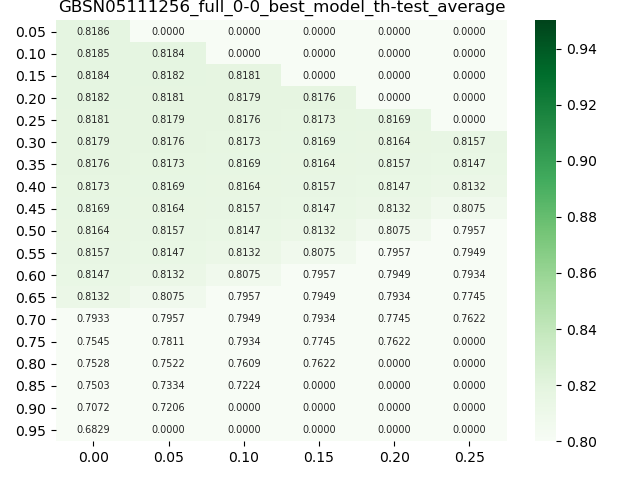 GBSN05111256_full_0-0_best_model_th-test_average
0.05 0.8186 0.0000 0.0000 0.0000 0.0000 0.0000
0.10 0.8185 0.8184 0.0000 0.0000 0.0000 0.0000
0.15 0.8184 0.8182 0.8181 0.0000 0.0000 0.0000
0.20 0.8182 0.8181 0.8179 0.8176 0.0000 0.0000
0.25 0.8181 0.8179 0.8176 0.8173 0.8169 0.0000
0.30 0.8179 0.8176 0.8173 0.8169 0.8164 0.8157
0.35 0.8176 0.8173 0.8169 0.8164 0.8157 0.8147
0.40 0.8173 0.8169 0.8164 0.8157 0.8147 0.8132
0.45 0.8169 0.8164 0.8157 0.8147 0.8132 0.8075
0.50 0.8164 0.8157 0.8147 0.8132 0.8075 0.7957
0.55 0.8157 0.8147 0.8132 0.8075 0.7957 0.7949
0.60 0.8147 0.8132 0.8075 0.7957 0.7949 0.7934
0.65 0.8132 0.8075 0.7957 0.7949 0.7934 0.7745
0.70 0.7933 0.7957 0.7949 0.7934 0.7745 0.7622
0.75 0.7545 0.7811 0.7934 0.7745 0.7622 0.0000
0.80 0.7528 0.7522 0.7609 0.7622 0.0000 0.0000
0.85 0.7503 0.7334 0.7224 0.0000 0.0000 0.0000
0.90 0.7072 0.7206 0.0000 0.0000 0.0000 0.0000
0.95 0.6829 0.0000 0.0000 0.0000 0.0000 0.0000
0.00 0.05 0.10 0.15 0.20 0.25
0.94
0.92
0.90
0.88
0.86
0.84
0.82
0.80